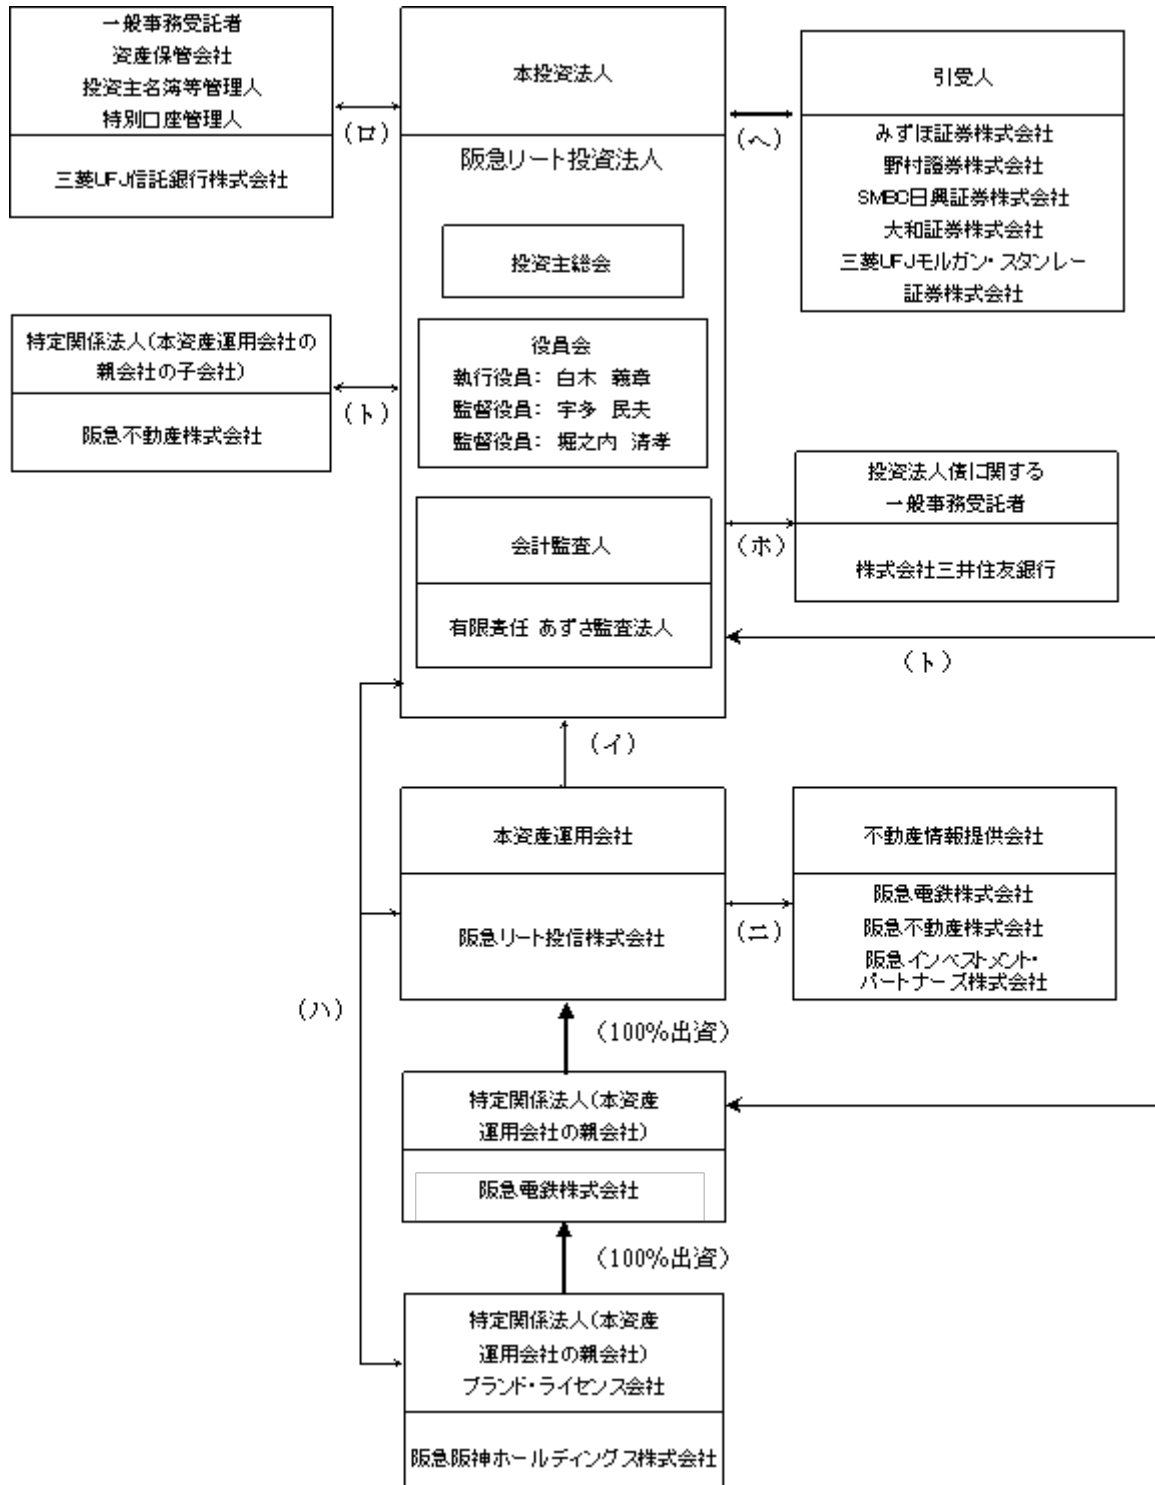 一般事務受託者
資産保管会社
投資主名簿等管理人
特別口座管理人
三菱UFJ信託銀行株式会社
(ロ)
本投資法人
阪急リート投資法人
投資主総会
役員会
執行役員： 白木 義章
監督役員： 宇多 民夫
監督役員： 堀之内 清孝
会計監査人
有限責任 あずさ監査法人
(へ)
引受人
みずほ証券株式会社
野村證券株式会社
SMBC日興証券株式会社
大和証券株式会社
三菱UFJモルガン・スタンレー
証券株式会社
特定関係法人(本資産運用会社の
親会社の子会社)
阪急不動産株式会社
(ト)
(ホ)
投資法人債に関する
一般事務受託者
株式会社三井住友銀行
(ト)
(イ)
本資産運用会社
阪急リート投信株式会社
(ニ)
不動産情報提供会社
阪急電鉄株式会社
阪急不動産株式会社
阪急インベストメント・
パートナーズ株式会社
(ハ)
(100%出資)
特定関係法人(本資産
運用会社の親会社)
阪急電鉄株式会社
(100%出資)
特定関係法人(本資産
運用会社の親会社)
ブランド・ライセンス会社
阪急阪神ホールディングス株式会社